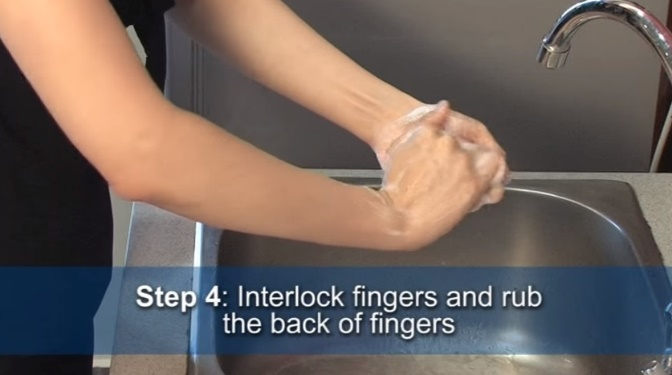 Step 4: Interlock fingers and rub
the back of fingers